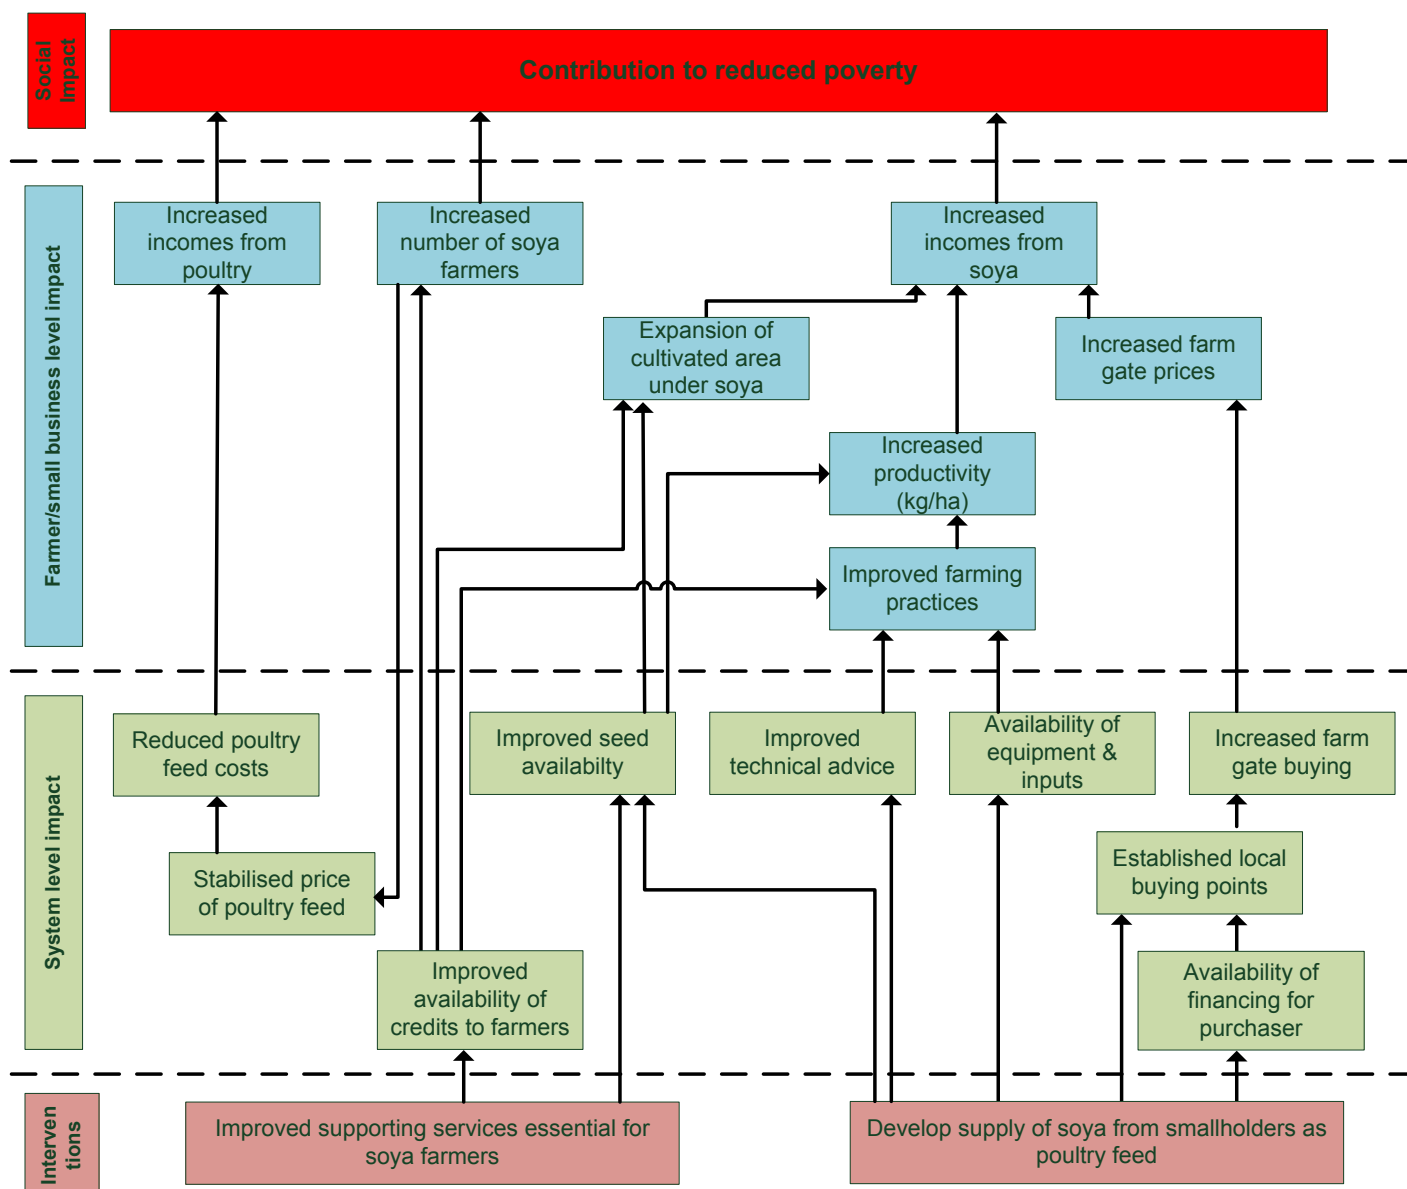 Social
Impact
Contribution to reduced poverty
Farmer/small business level impact
Increased
incomes from
poultry
Increased
number of soya
farmers
Increased
incomes from
soya
Expansion of
cultivated area
under soya
Increased farm
gate prices
Increased
productivity
(kg/ha)
Improved farming
practices
System level impact
Reduced poultry
feed costs
Improved seed
availabilty
Improved
technical advice
Availability of
equipment &
inputs
Increased farm
gate buying
Stabilised price
of poultry feed
Established local
buying points
Improved
availability of
credits to farmers
Availability of
financing for
purchaser
Interven
tions
Improved supporting services essential for
soya farmers
Develop supply of soya from smallholders as
poultry feed